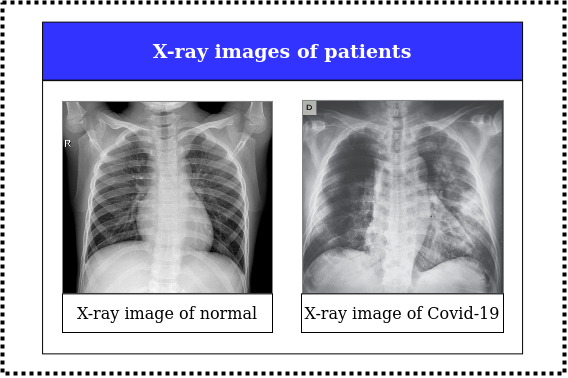 X-ray images of patients
R
D
X-ray image of normal
X-ray image of Covid-19